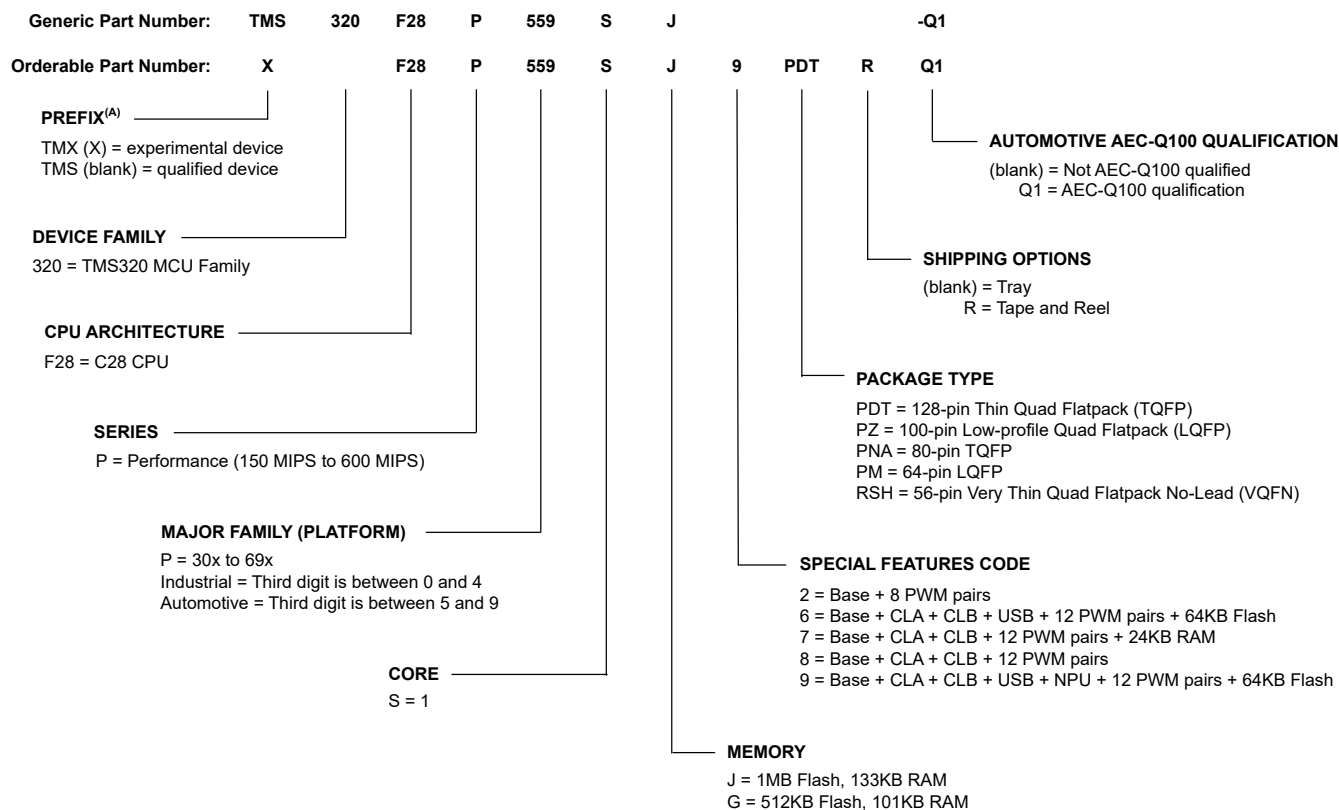 Generic Part Number: TMS 320 F28 P 559 S J -Q1
Orderable Part Number: X F28 P 559 S J 9 PDT R Q1
PREFIX(A)
TMX (X) = experimental device
TMS (blank) = qualified device
AUTOMOTIVE AEC-Q100 QUALIFICATION
(blank) = Not AEC-Q100 qualified
Q1 = AEC-Q100 qualification
DEVICE FAMILY
320 = TMS320 MCU Family
SHIPPING OPTIONS
(blank) = Tray
R = Tape and Reel
CPU ARCHITECTURE
F28 = C28 CPU
PACKAGE TYPE
PDT = 128-pin Thin Quad Flatpack (TQFP)
PZ = 100-pin Low-profile Quad Flatpack (LQFP)
PNA = 80-pin TQFP
PM = 64-pin LQFP
RSH = 56-pin Very Thin Quad Flatpack No-Lead (VQFN)
SERIES
P = Performance (150 MIPS to 600 MIPS)
MAJOR FAMILY (PLATFORM)
P = 30x to 69x
Industrial = Third digit is between 0 and 4
Automotive = Third digit is between 5 and 9
SPECIAL FEATURES CODE
2 = Base + 8 PWM pairs
6 = Base + CLA + CLB + USB + 12 PWM pairs + 64KB Flash
7 = Base + CLA + CLB + 12 PWM pairs + 24KB RAM
8 = Base + CLA + CLB + 12 PWM pairs
9 = Base + CLA + CLB + USB + NPU + 12 PWM pairs + 64KB Flash
CORE
S = 1
MEMORY
J = 1MB Flash, 133KB RAM
G = 512KB Flash, 101KB RAM